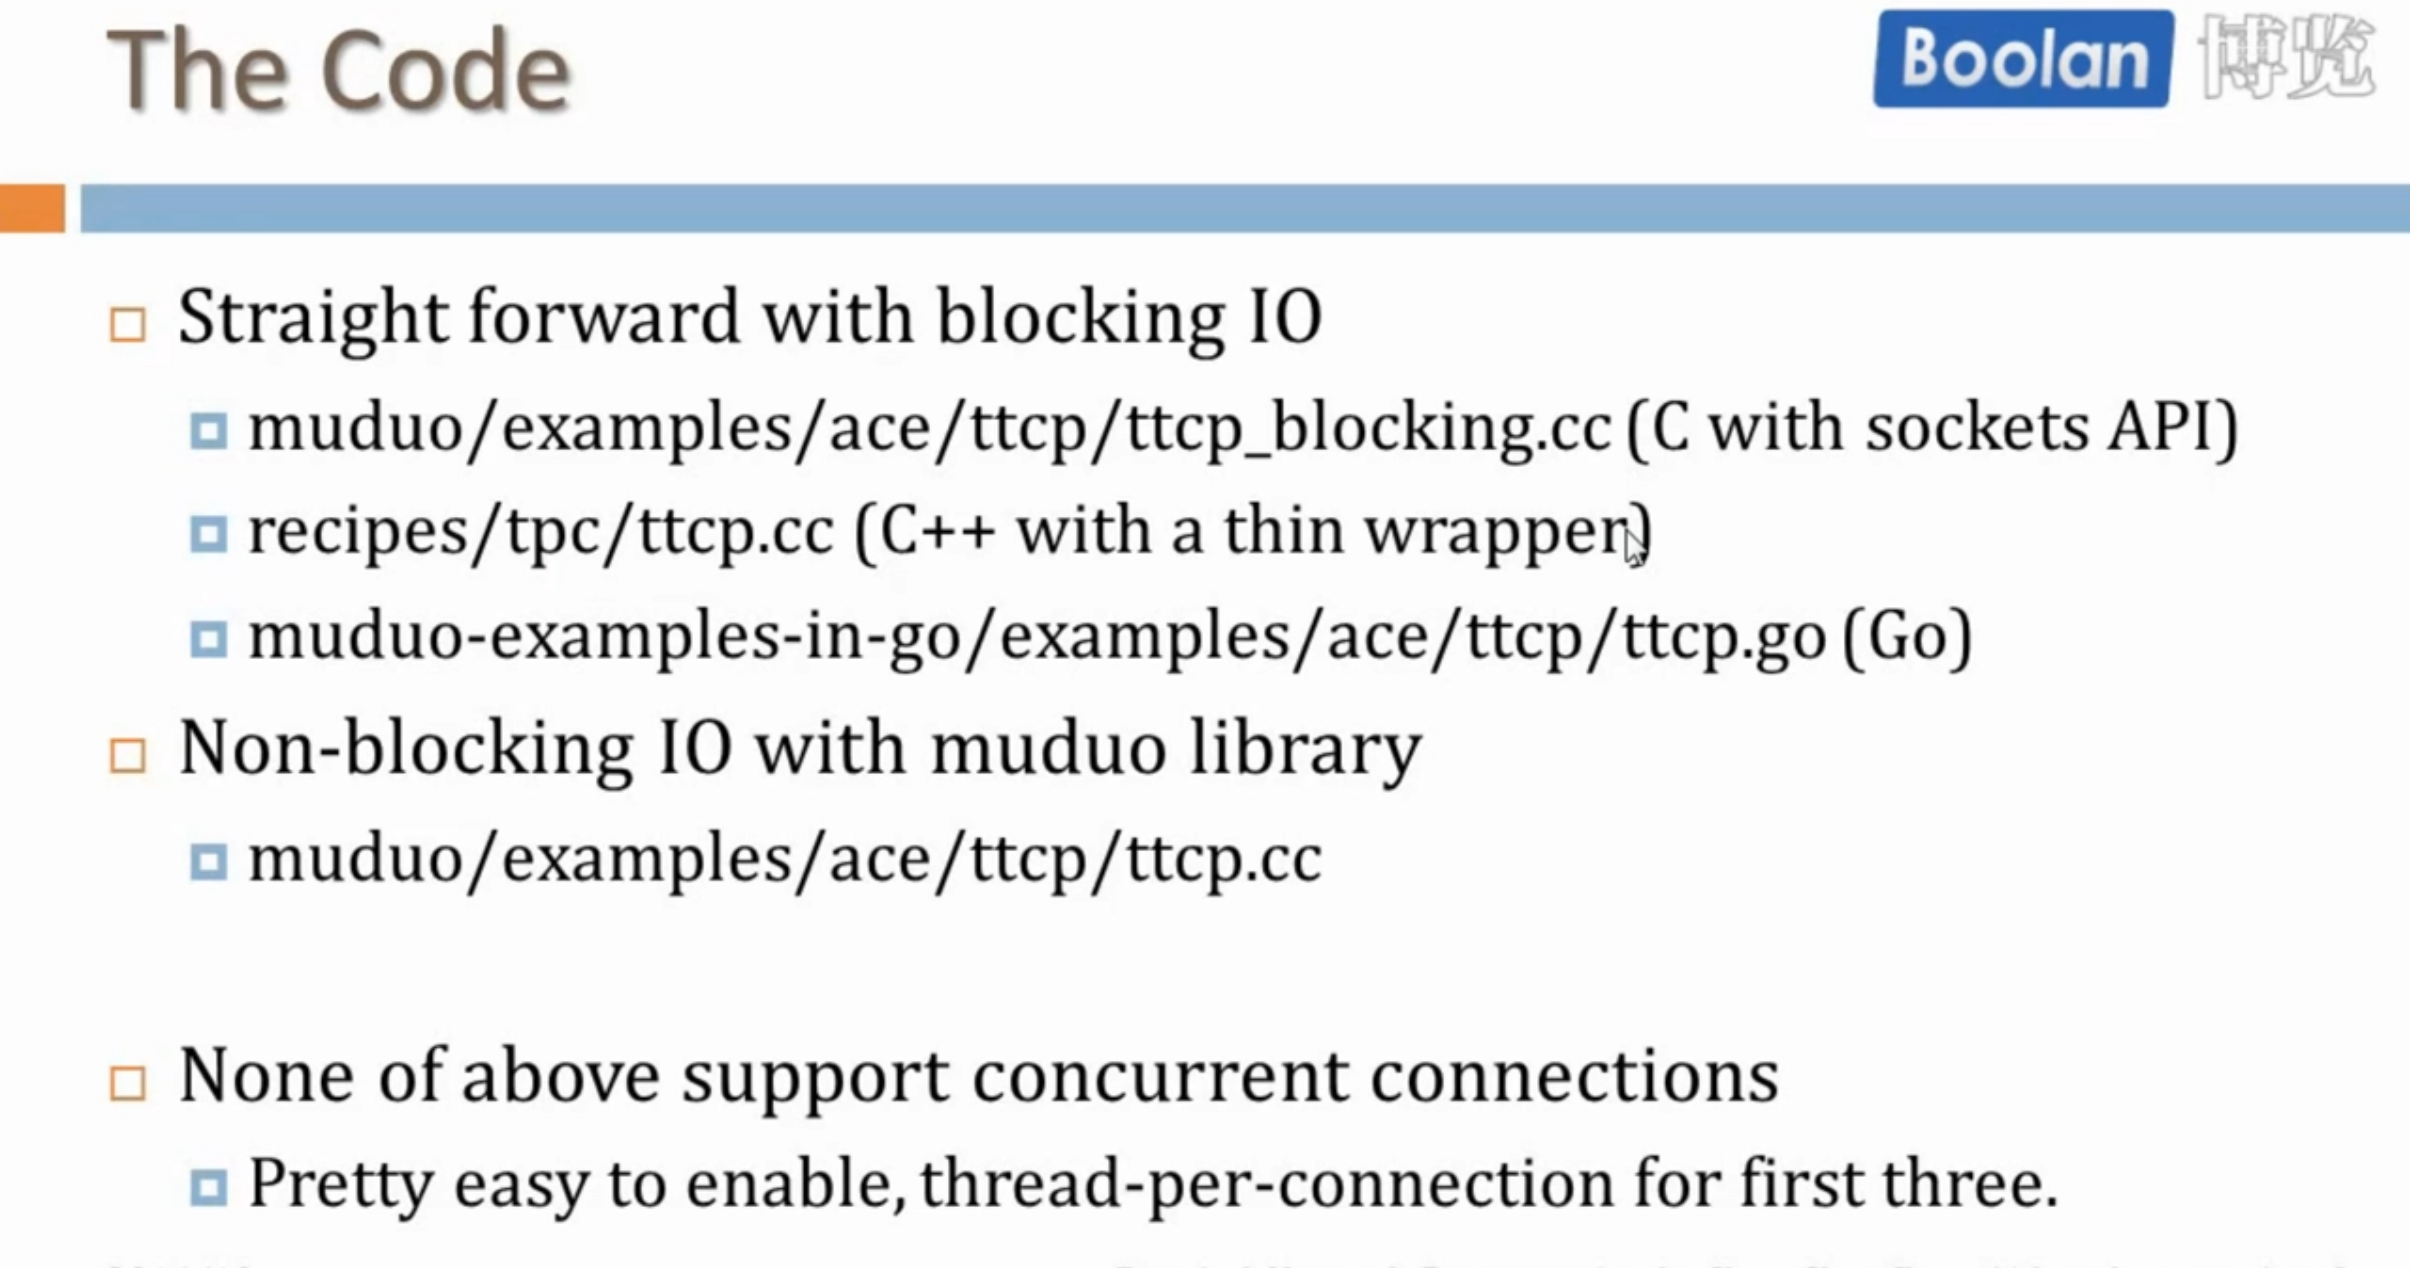 The Code
Boolan 博览
Straight forward with blocking IO
muduo/examples/ace/ttcp/ttcp_blocking.cc (C with sockets API)
recipes/tpc/ttcp.cc (C++ with a thin wrapper)
muduo-examples-in-go/examples/ace/ttcp/ttcp.go (Go)
Non-blocking IO with muduo library
muduo/examples/ace/ttcp/ttcp.cc
None of above support concurrent connections
Pretty easy to enable, thread-per-connection for first three.